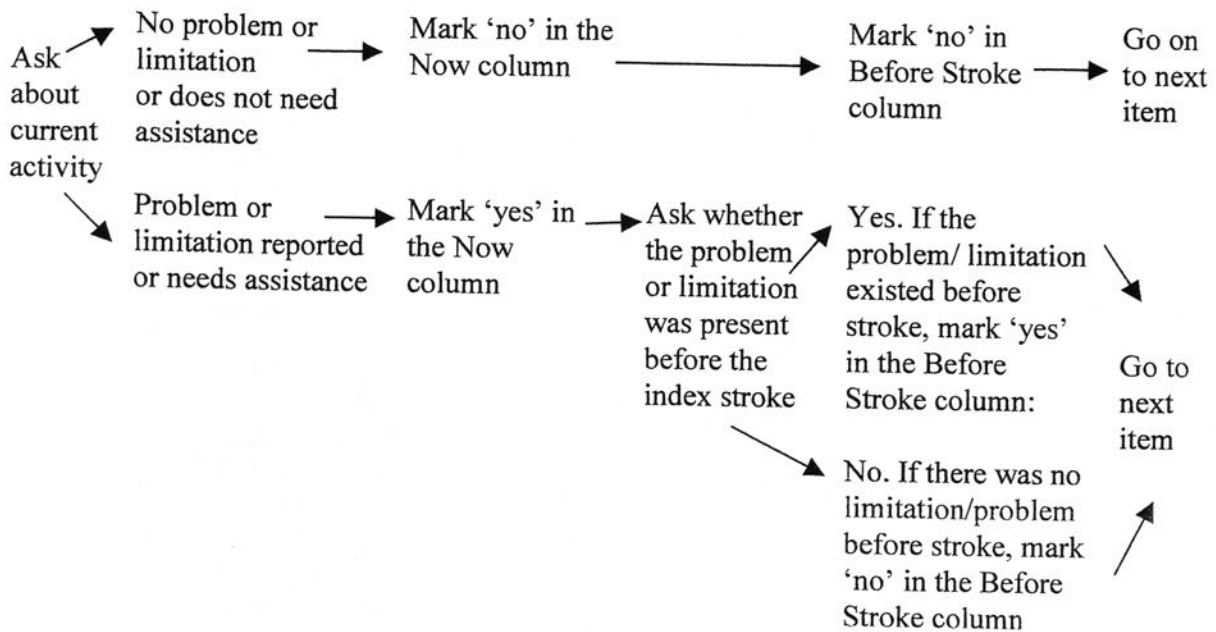 Ask
about
current
activity
No problem or
limitation
or does not need
assistance
Mark ‘no’ in the
Now column
Mark ‘no’ in
Before Stroke
column
Go on
to next
item
Problem or
limitation reported
or needs assistance
Mark ‘yes’ in
the Now
column
Ask whether
the problem
or limitation
was present
before the
index stroke
Yes. If the
problem/ limitation
existed before
stroke, mark ‘yes’
in the Before
Stroke column:
No. If there was no
limitation/problem
before stroke, mark
‘no’ in the Before
Stroke column
Go to
next
item